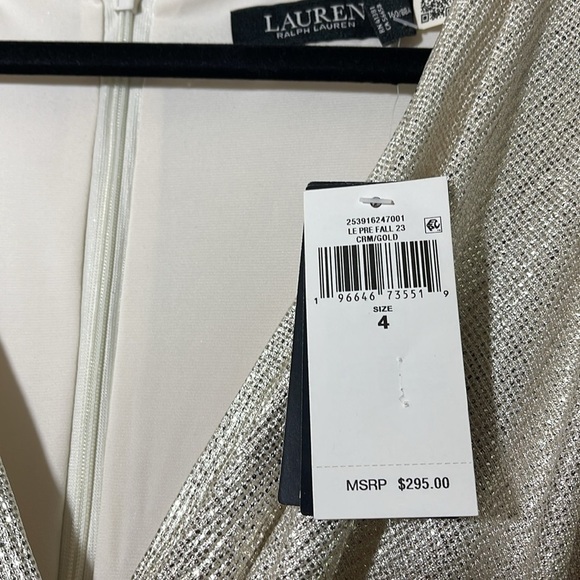 LAUREN
RALPH LAUREN
253916247001
LE PRE FALL 23
CRM/GOLD
1 96646 73551 9
SIZE
4
MSRP $295.00